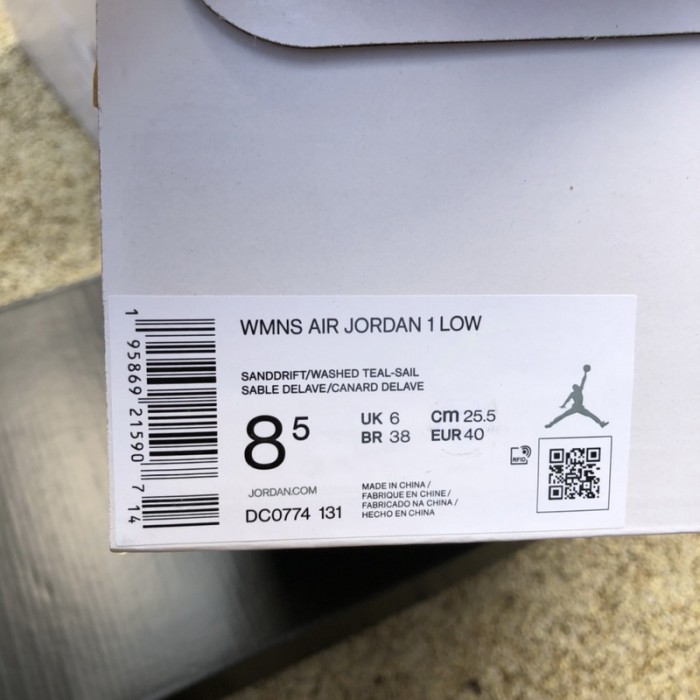 WMNS AIR JORDAN 1 LOW
SANDDRIFT/WASHED TEAL-SAIL
SABLE DELAVE/CANARD DELAVE
8 5
UK 6 cm 25.5
BR 38 EUR 40
RFID
JORDAN.COM
DC0774 131
MADE IN CHINA /
FABRIQUE EN CHINE /
FABRICADO NA CHINA /
HECHO EN CHINA
1 95869 21590 7 14